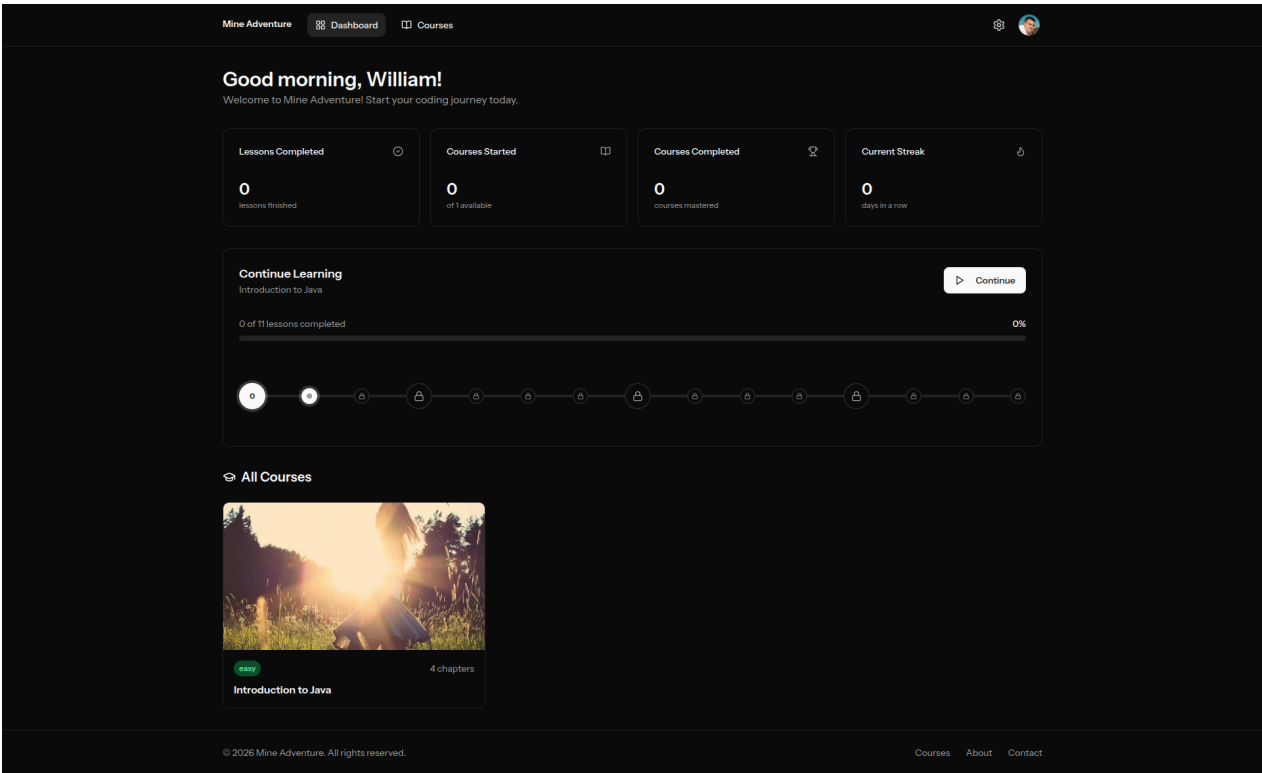 Mine Adventure Dashboard Courses
Good morning, William!
Welcome to Mine Adventure! Start your coding journey today.
Lessons Completed Courses Started Courses Completed Current Streak
0 0 0 0
lessons finished of 1 available courses mastered days in a row
Continue Learning
Introduction to Java
Continue
0 of 11 lessons completed 0%
0
All Courses
easy 4 chapters
Introduction to Java
© 2026 Mine Adventure. All rights reserved. Courses About Contact